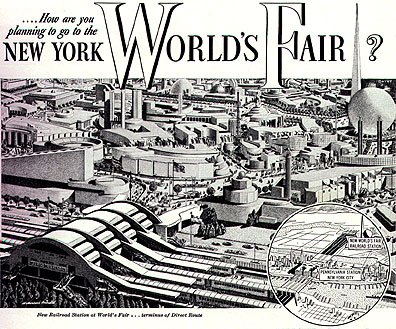 ....How are you
planning to go to the
NEW YORK WORLD'S FAIR ?
NEW WORLD'S FAIR
RAILROAD STATION
PENNSYLVANIA STATION
NEW YORK CITY
New Railroad Station at World's Fair ... terminus of Direct Route